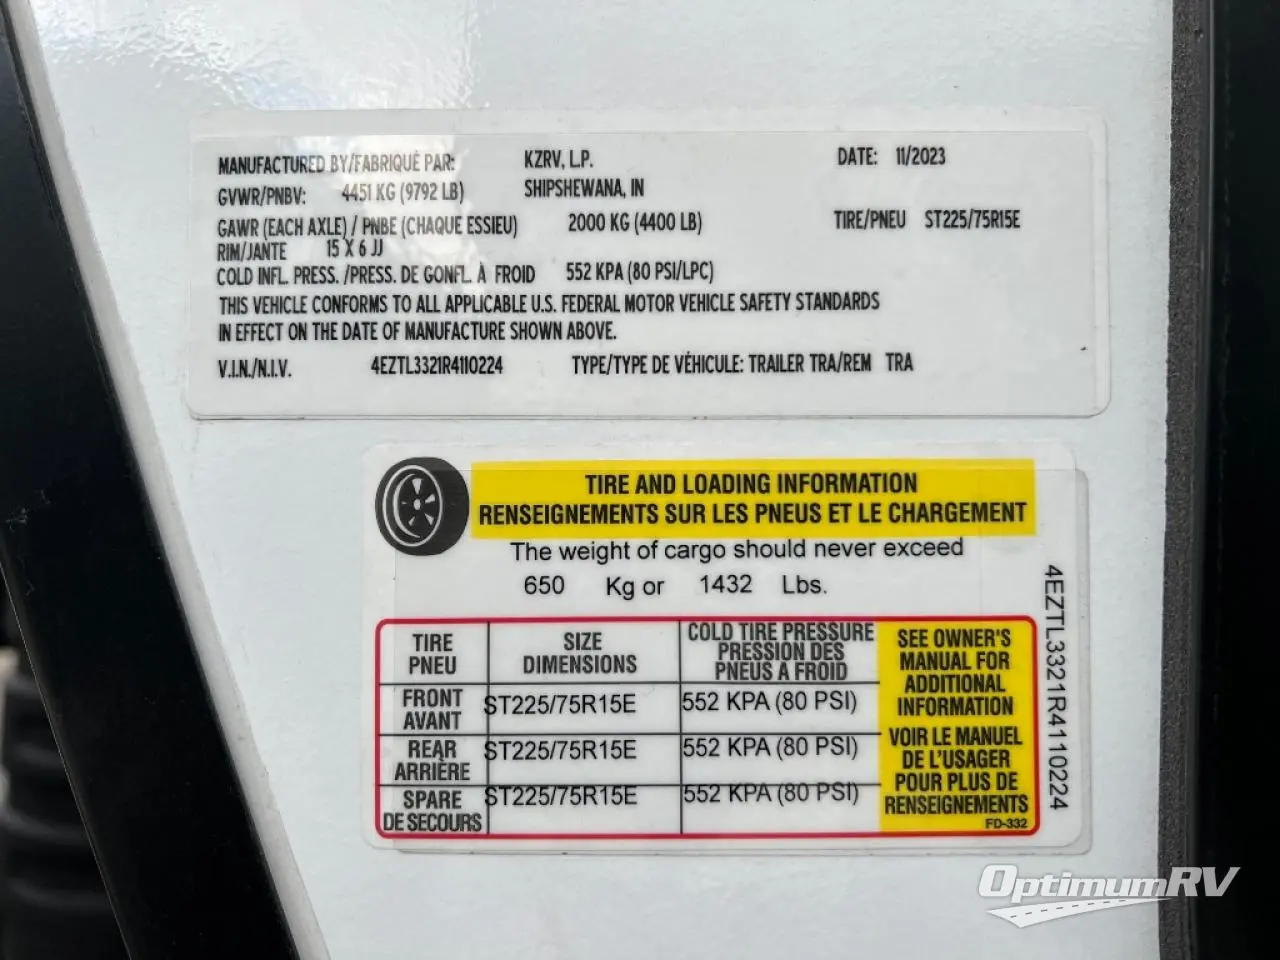 MANUFACTURED BY/FABRIQUÉ PAR: KZRV, L.P. DATE: 11/2023
GVWR/PNBV: 4451 KG (9792 LB) SHIPSHEWANA, IN
GAWR (EACH AXLE) / PNBE (CHAQUE ESSIEU) 2000 KG (4400 LB) TIRE/PNEU ST225/75R15E
RIM/JANTE 15 X 6 JJ
COLD INFL. PRESS. /PRESS. DE GONFL. À FROID 552 KPA (80 PSI/LPC)
THIS VEHICLE CONFORMS TO ALL APPLICABLE U.S. FEDERAL MOTOR VEHICLE SAFETY STANDARDS
IN EFFECT ON THE DATE OF MANUFACTURE SHOWN ABOVE.
V.I.N./N.I.V. 4EZTL3321R4110224 TYPE/TYPE DE VÉHICULE: TRAILER TRA/REM TRA
TIRE AND LOADING INFORMATION
RENSEIGNEMENTS SUR LES PNEUS ET LE CHARGEMENT
The weight of cargo should never exceed
650 Kg or 1432 Lbs.
TIRE
PNEU
SIZE
DIMENSIONS
COLD TIRE PRESSURE
PRESSION DES
PNEUS A FROID
FRONT
AVANT
ST225/75R15E
552 KPA (80 PSI)
REAR
ARRIÈRE
ST225/75R15E
552 KPA (80 PSI)
SPARE
DE SECOURS
ST225/75R15E
552 KPA (80 PSI)
SEE OWNER'S
MANUAL FOR
ADDITIONAL
INFORMATION
VOIR LE MANUEL
DE L'USAGER
POUR PLUS DE
RENSEIGNEMENTS
FD-332
4EZTL3321R4110224
OptimumRV